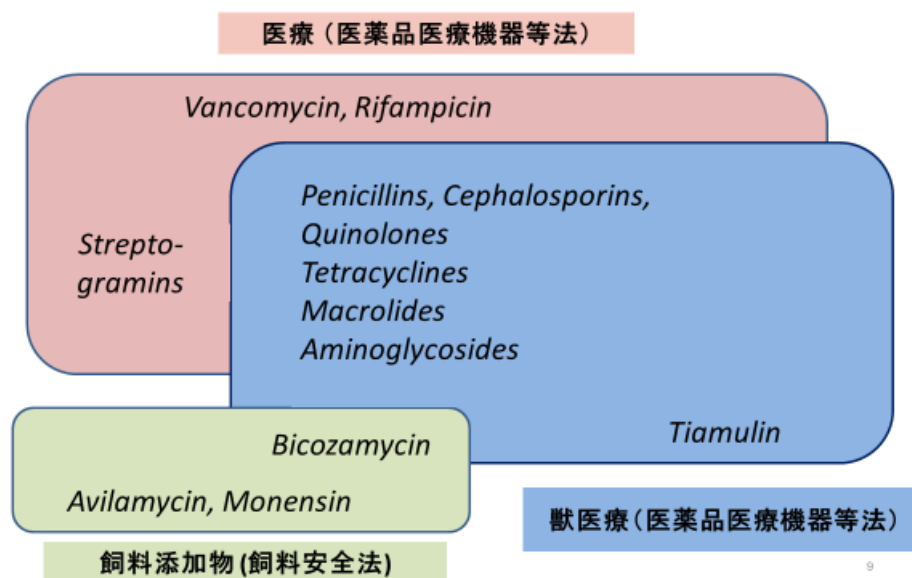 医療（医薬品医療機器等法）
Vancomycin, Rifampicin
Penicillins, Cephalosporins,
Quinolones
Tetracyclines
Macrolides
Aminoglycosides
Strepto-
gramins
Tiamulin
Bicozamycin
Avilamycin, Monensin
獣医療（医薬品医療機器等法）
飼料添加物(飼料安全法)
9